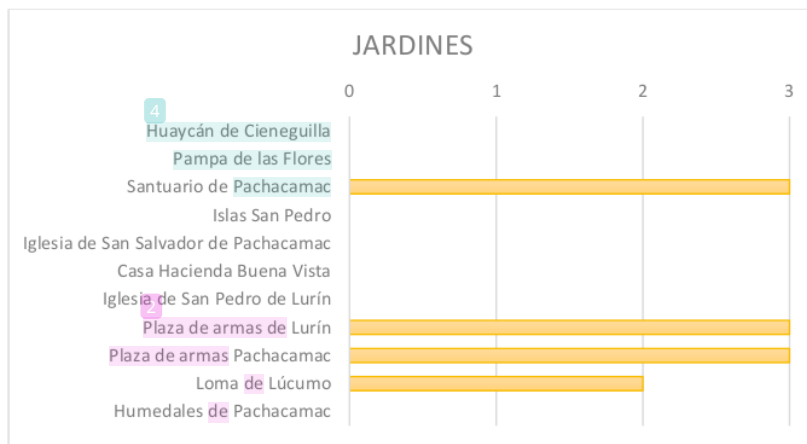 JARDINES
0 1 2 3
4
Huaycán de Cieneguilla
Pampa de las Flores
Santuario de Pachacamac
Islas San Pedro
Iglesia de San Salvador de Pachacamac
Casa Hacienda Buena Vista
Iglesia de San Pedro de Lurín
2
Plaza de armas de Lurín
Plaza de armas Pachacamac
Loma de Lúcumo
Humedales de Pachacamac